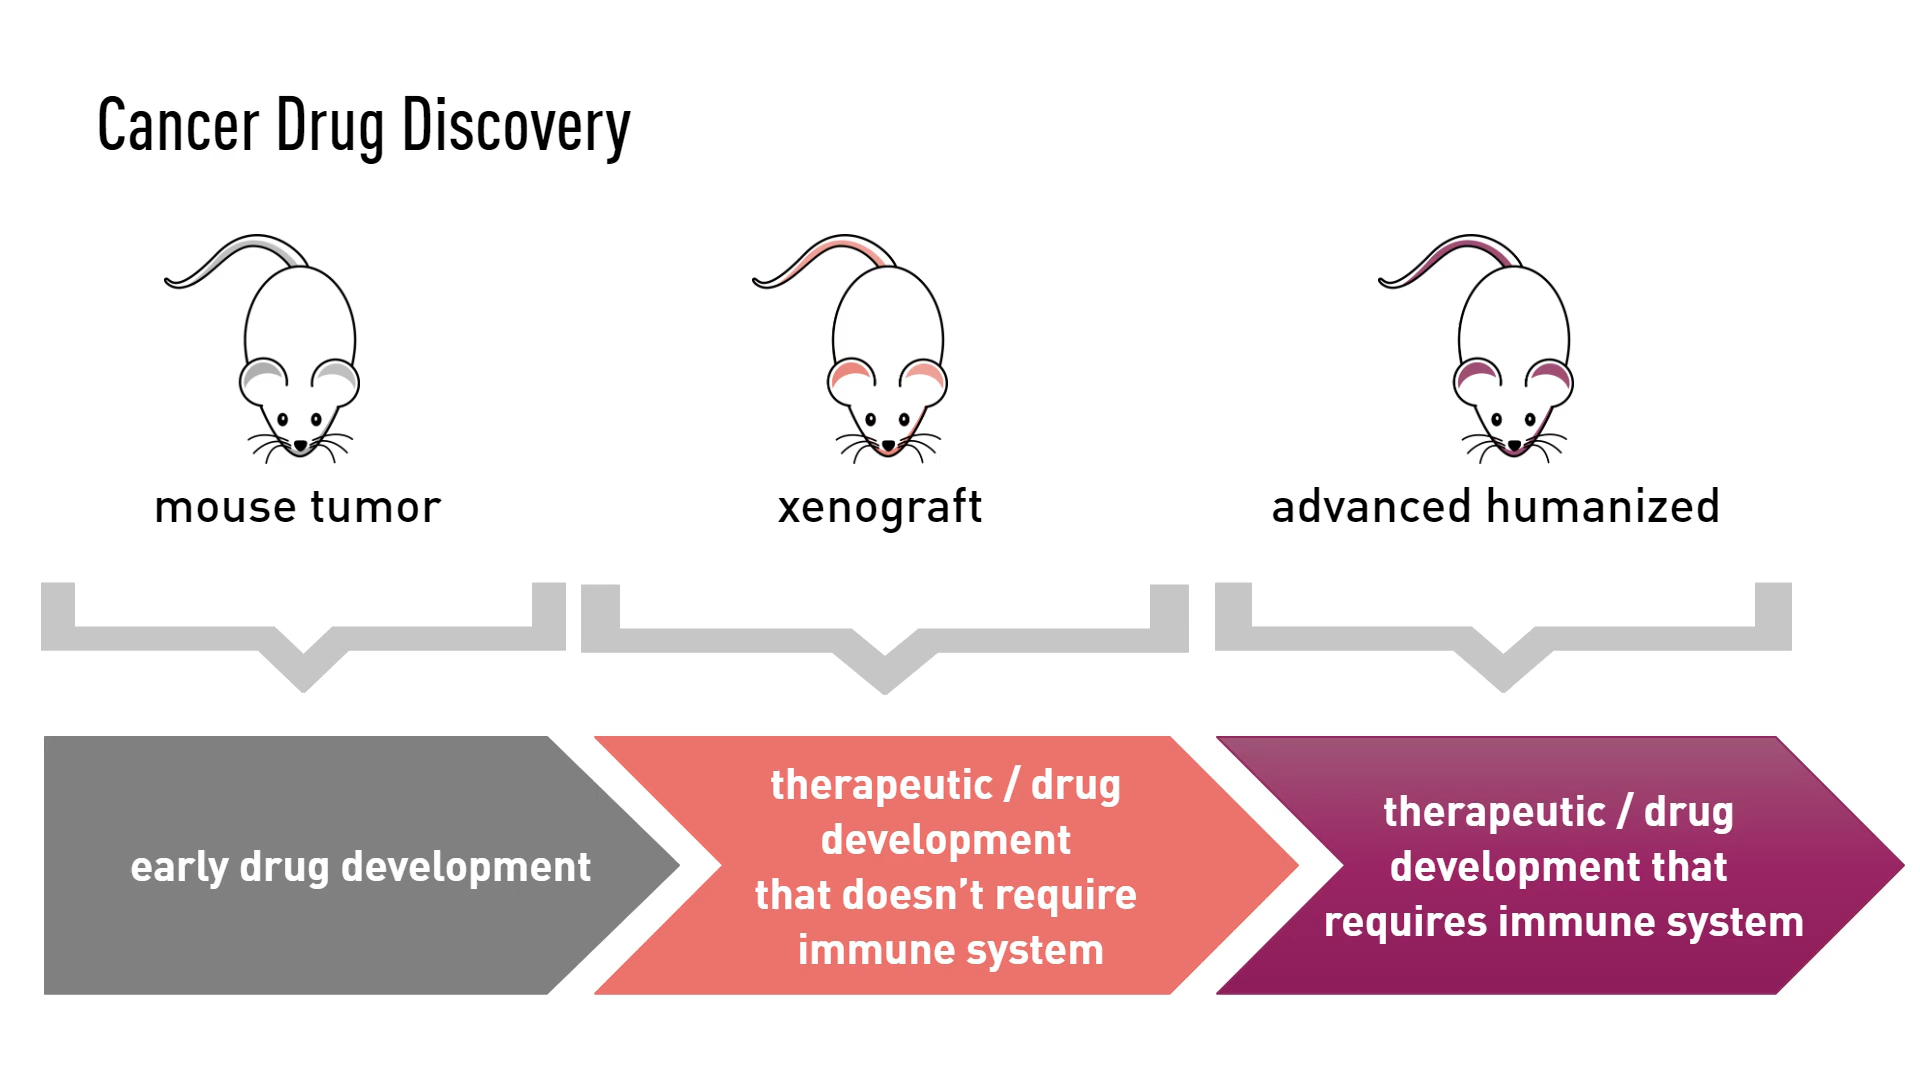 Cancer Drug Discovery
mouse tumor
xenograft
advanced humanized
early drug development
therapeutic / drug
development
that doesn’t require
immune system
therapeutic / drug
development that
requires immune system